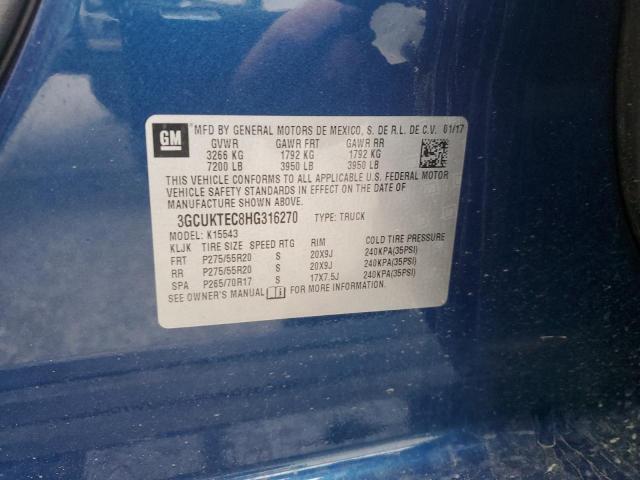 GM
MFD BY GENERAL MOTORS DE MEXICO, S. DE R.L. DE C.V. 01/17
GVWR GAWR FRT GAWR RR
3266 KG 1792 KG 1792 KG
7200 LB 3950 LB 3950 LB
THIS VEHICLE CONFORMS TO ALL APPLICABLE U.S. FEDERAL MOTOR
VEHICLE SAFETY STANDARDS IN EFFECT ON THE DATE OF
MANUFACTURE SHOWN ABOVE.
3GCUKTEC8HG316270 TYPE: TRUCK
MODEL: K15543
KLJK TIRE SIZE SPEED RTG RIM COLD TIRE PRESSURE
FRT P275/55R20 S 20X9J 240KPA(35PSI)
RR P275/55R20 S 20X9J 240KPA(35PSI)
SPA P265/70R17 S 17X7.5J 240KPA(35PSI)
SEE OWNER'S MANUAL FOR MORE INFORMATION.